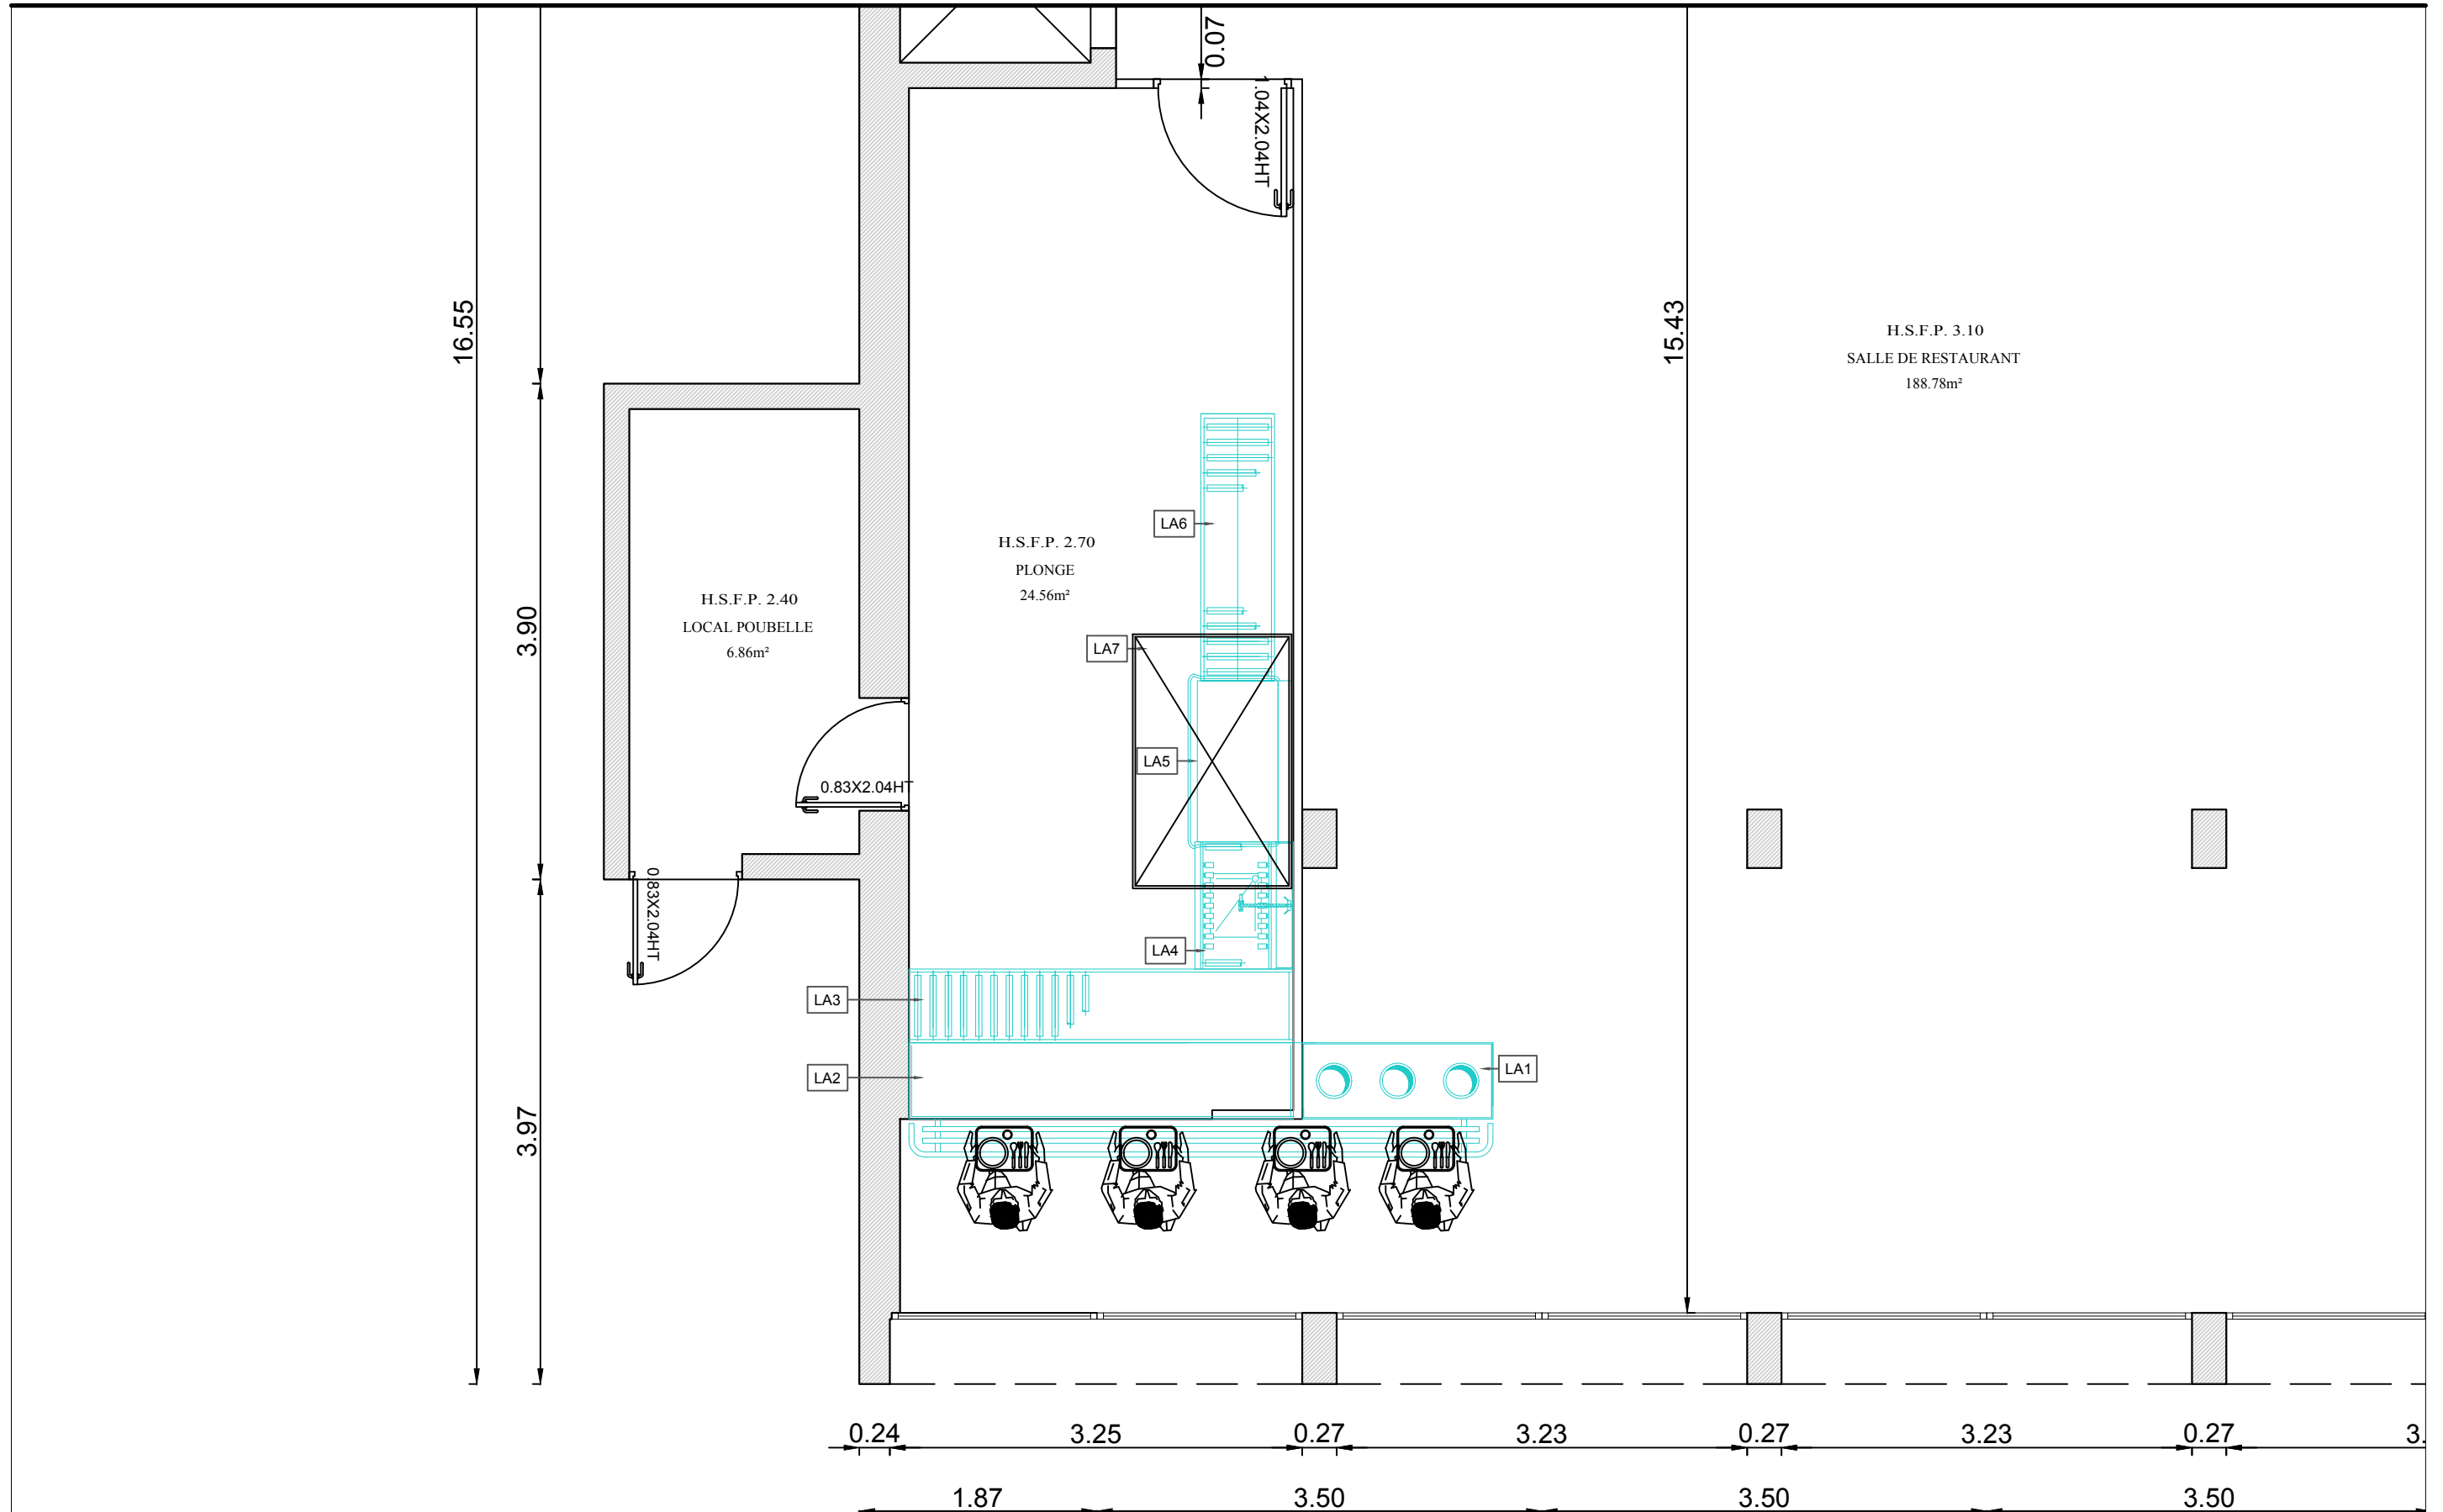 0.07
1.04X2.04HT
16.55
15.43
H.S.F.P. 3.10
SALLE DE RESTAURANT
188.78m²
LA6
H.S.F.P. 2.70
PLONGE
24.56m²
H.S.F.P. 2.40
LOCAL POUBELLE
6.86m²
3.90
LA7
LA5
0.83X2.04HT
0.83X2.04HT
LA4
LA3
LA2
LA1
3.97
0.24
3.25
0.27
3.23
0.27
3.23
0.27
3.
1.87
3.50
3.50
3.50